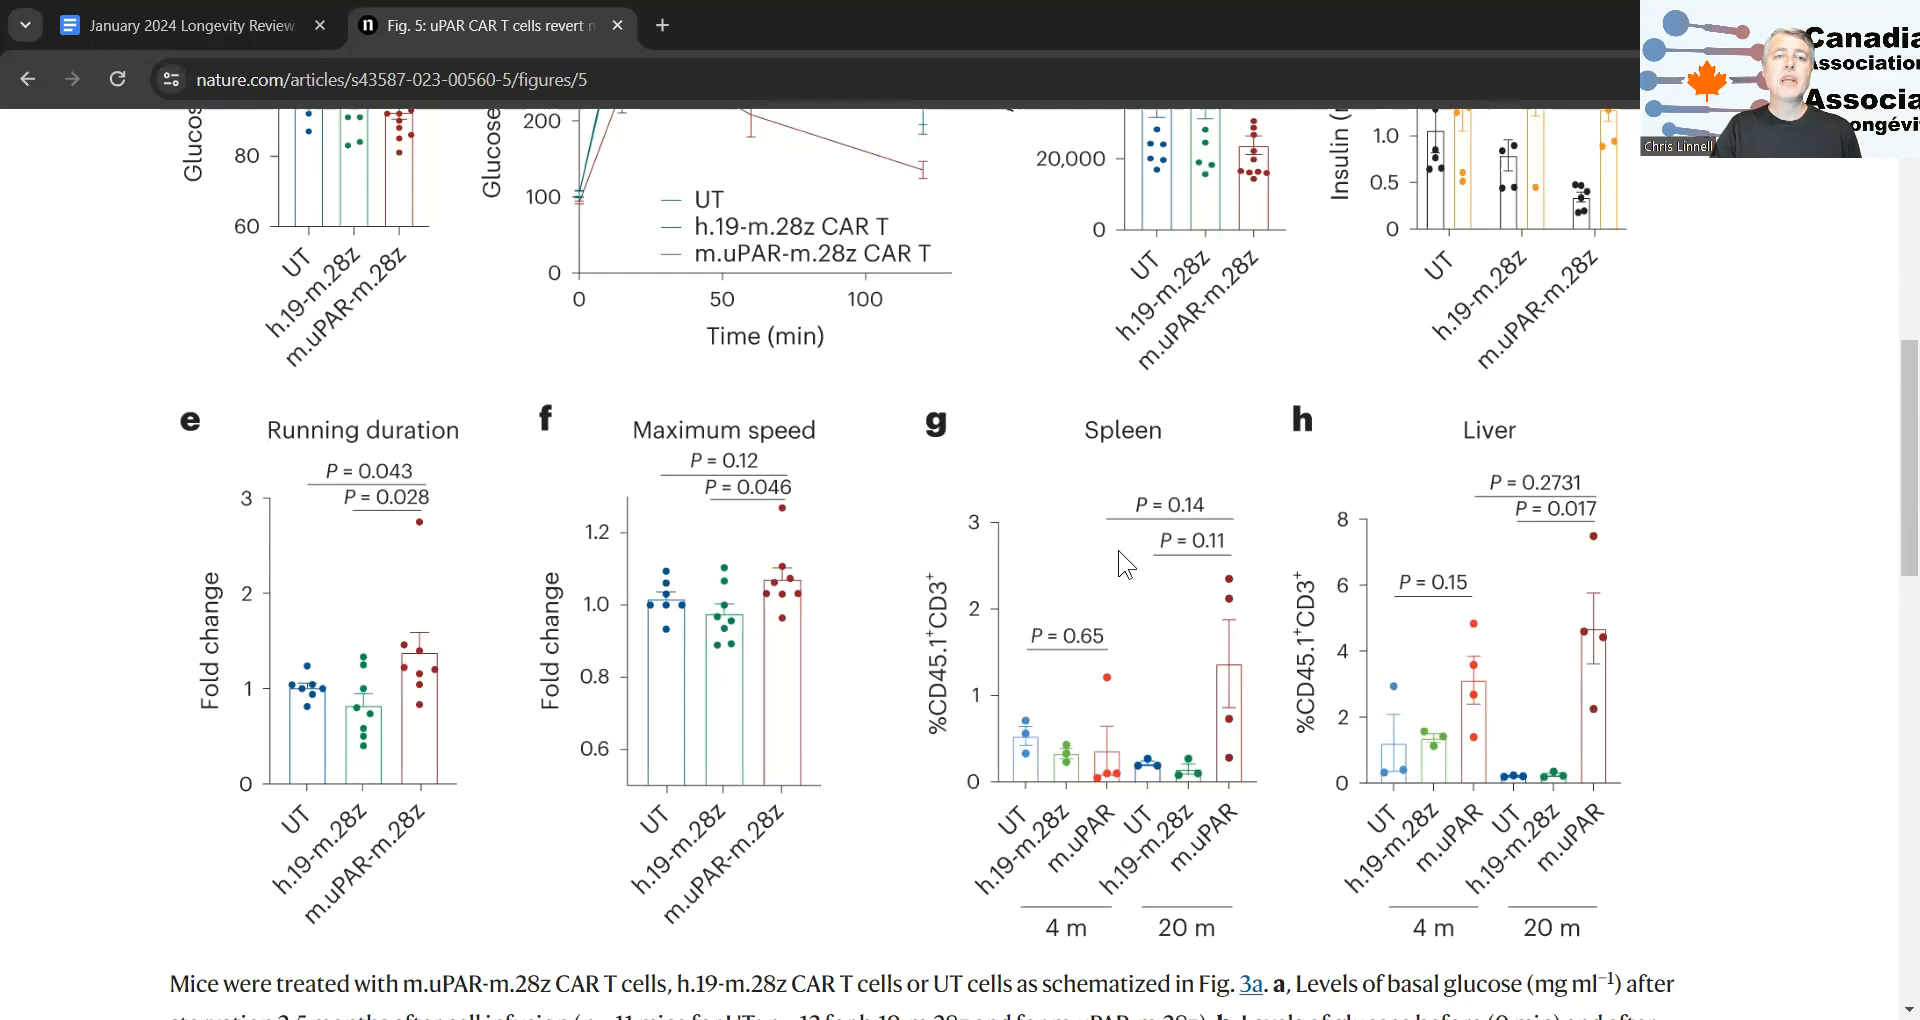 January 2024 Longevity Review
Fig. 5: uPAR CAR T cells revert
nature.com/articles/s43587-023-00560-5/figures/5
Chris Linnell
80
60
UT
h.19-m.28z
m.uPAR-m.28z
Glucose
200
100
0
0
50
100
Time (min)
UT
h.19-m.28z CAR T
m.uPAR-m.28z CAR T
20,000
0
UT
h.19-m.28z
m.uPAR-m.28z
Insulin
1.0
0.5
0
UT
h.19-m.28z
m.uPAR-m.28z
e
Running duration
P = 0.043
P = 0.028
3
2
1
0
Fold change
UT
h.19-m.28z
m.uPAR-m.28z
f
Maximum speed
P = 0.12
P = 0.046
1.2
1.0
0.8
0.6
Fold change
UT
h.19-m.28z
m.uPAR-m.28z
g
Spleen
P = 0.14
P = 0.11
P = 0.65
3
2
1
0
%CD45.1⁺CD3⁺
UT
h.19-m.28z
m.uPAR
UT
h.19-m.28z
m.uPAR
4 m
20 m
h
Liver
P = 0.2731
P = 0.017
P = 0.15
8
6
4
2
0
%CD45.1⁺CD3⁺
UT
h.19-m.28z
m.uPAR
UT
h.19-m.28z
m.uPAR
4 m
20 m
Mice were treated with m.uPAR-m.28z CAR T cells, h.19-m.28z CAR T cells or UT cells as schematized in Fig. 3a. a, Levels of basal glucose (mg ml⁻¹) after